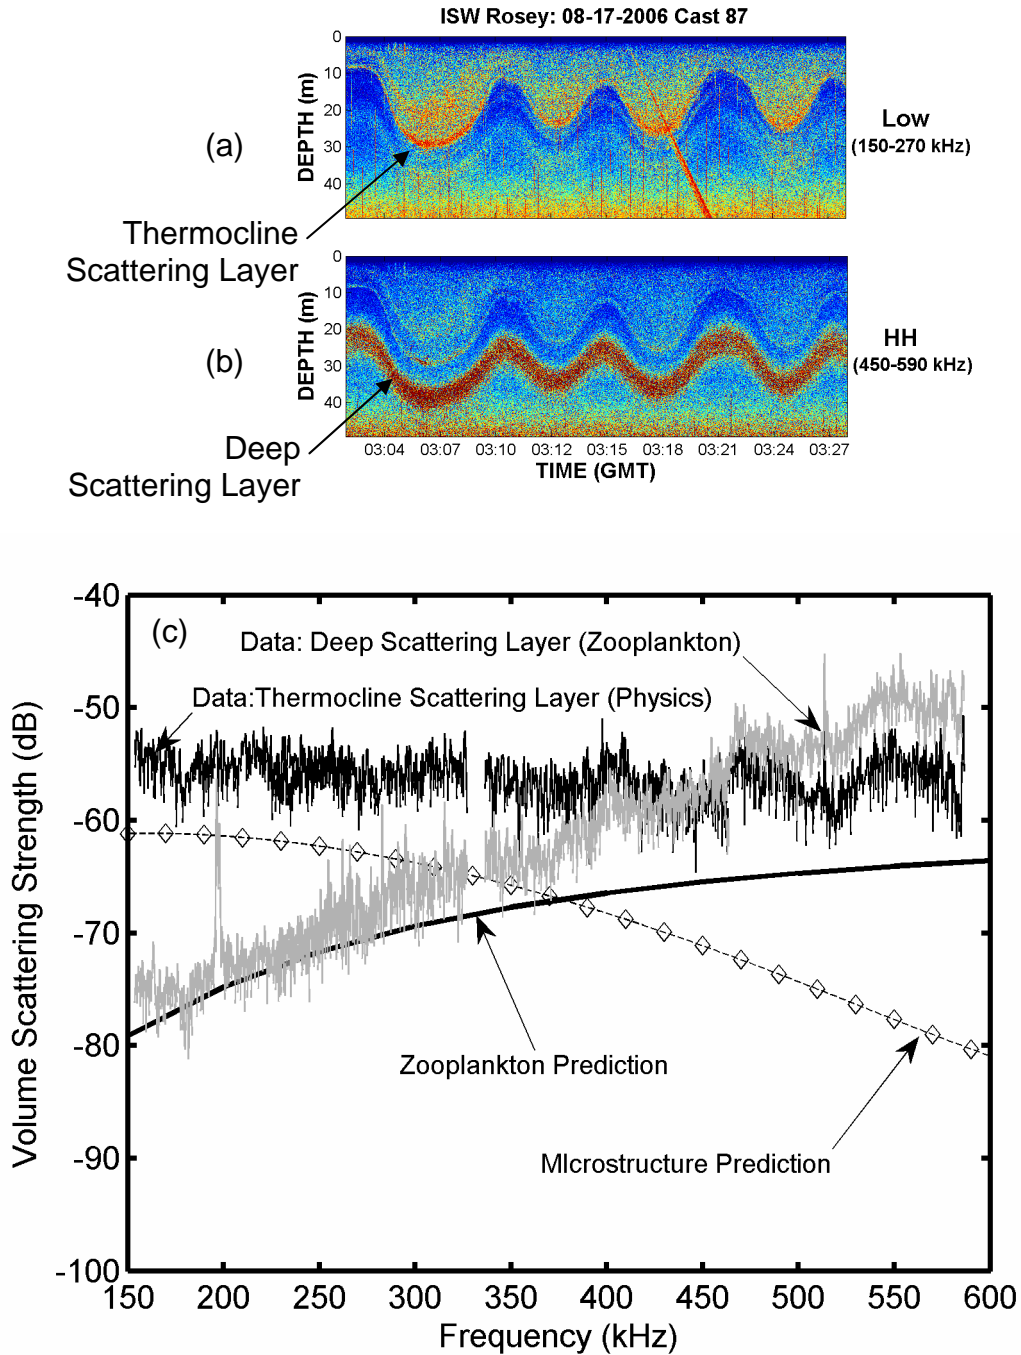 ISW Rosey: 08-17-2006 Cast 87
(a)
DEPTH (m)
0
10
20
30
40
Low
(150-270 kHz)
Thermocline
Scattering Layer
(b)
DEPTH (m)
0
10
20
30
40
HH
(450-590 kHz)
Deep
Scattering Layer
03:04 03:07 03:10 03:12 03:15 03:18 03:21 03:24 03:27
TIME (GMT)
(c)
Data: Deep Scattering Layer (Zooplankton)
Data:Thermocline Scattering Layer (Physics)
Zooplankton Prediction
MIcrostructure Prediction
Volume Scattering Strength (dB)
-40
-50
-60
-70
-80
-90
-100
150 200 250 300 350 400 450 500 550 600
Frequency (kHz)